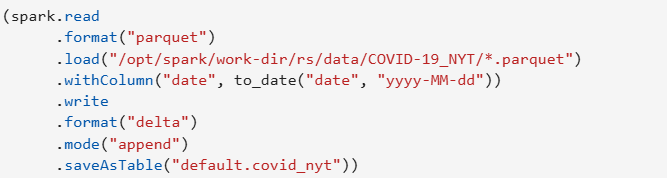 (spark.read
      .format("parquet")
      .load("/opt/spark/work-dir/rs/data/COVID-19_NYT/*.parquet")
      .withColumn("date", to_date("date", "yyyy-MM-dd"))
      .write
      .format("delta")
      .mode("append")
      .saveAsTable("default.covid_nyt"))